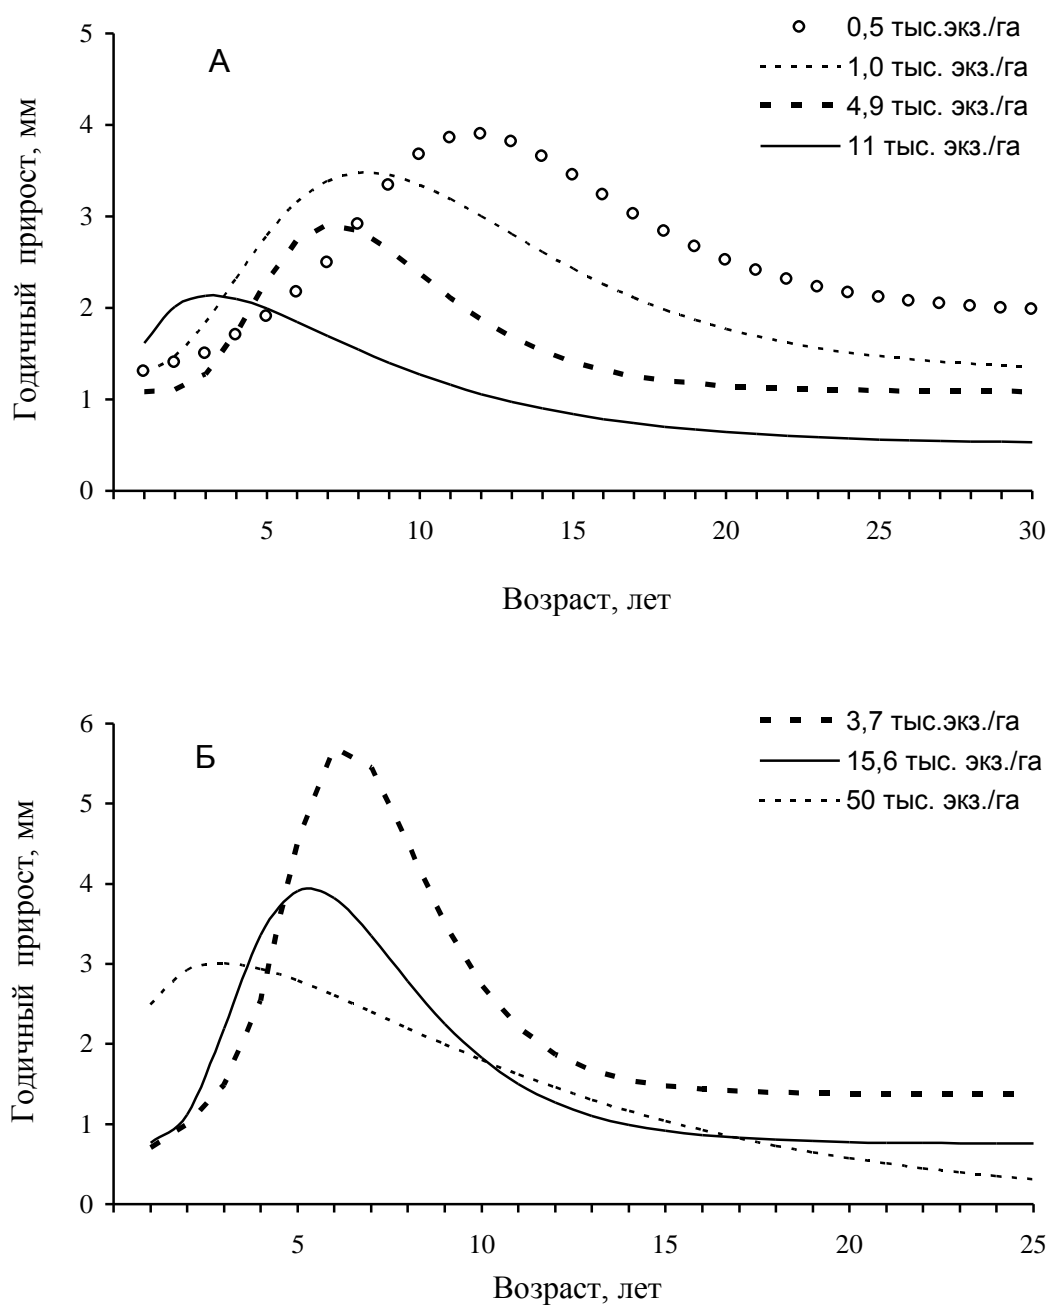 А
0,5 тыс.экз./га
1,0 тыс. экз./га
4,9 тыс. экз./га
11 тыс. экз./га
Годичный прирост, мм
5
4
3
2
1
0
5 10 15 20 25 30
Возраст, лет
Б
3,7 тыс.экз./га
15,6 тыс. экз./га
50 тыс. экз./га
Годичный прирост, мм
6
5
4
3
2
1
0
5 10 15 20 25
Возраст, лет